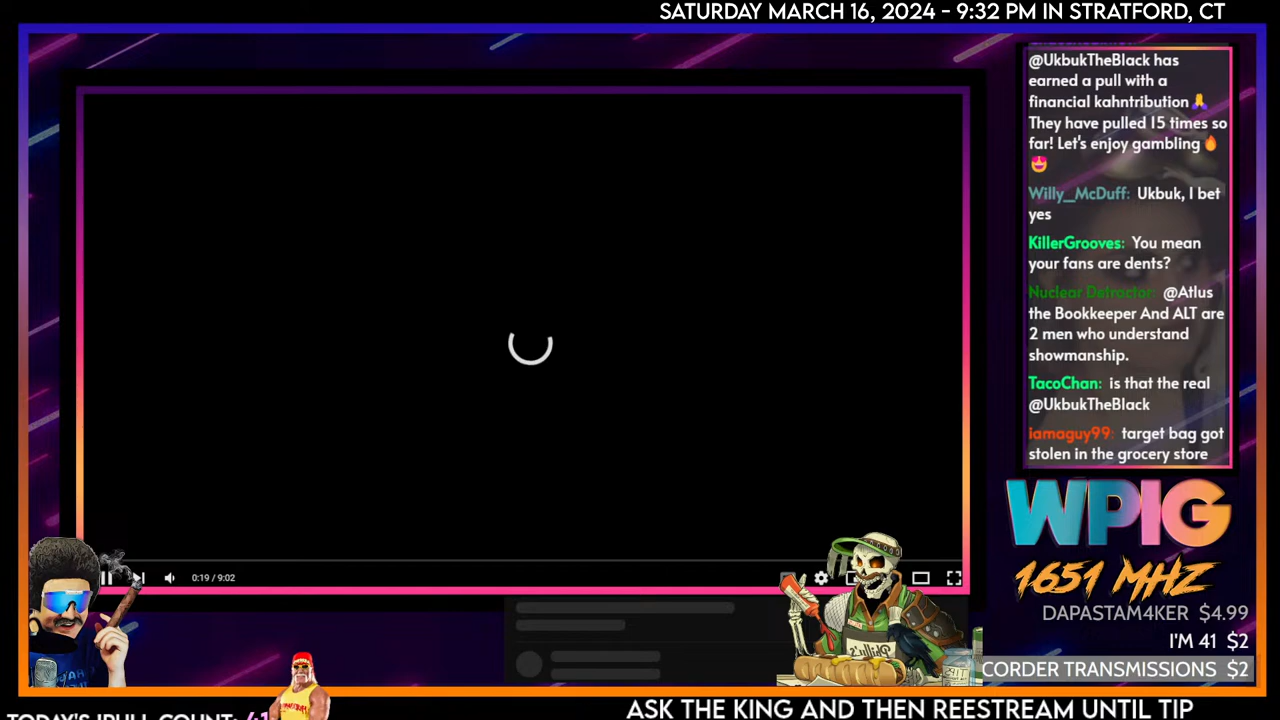 SATURDAY MARCH 16, 2024 - 9:32 PM IN STRATFORD, CT
@UkbukTheBlack has
earned a pull with a
financial kahntribution🙏
They have pulled 15 times so
far! Let's enjoy gambling🔥
😍
Willy_McDuff: Ukbuk, I bet
yes
KillerGrooves: You mean
your fans are dents?
Nuclear Detractor: @Atlus
the Bookkeeper And ALT are
2 men who understand
showmanship.
TacoChan: is that the real
@UkbukTheBlack
iamaguy99: target bag got
stolen in the grocery store
WPIG
1651 MHZ
DAPASTAM4KER $4.99
I'M 41 $2
CORDER TRANSMISSIONS $2
0:19 / 9:02
TODAY'S IPULL COUNT: 41
ASK THE KING AND THEN REESTREAM UNTIL TIP